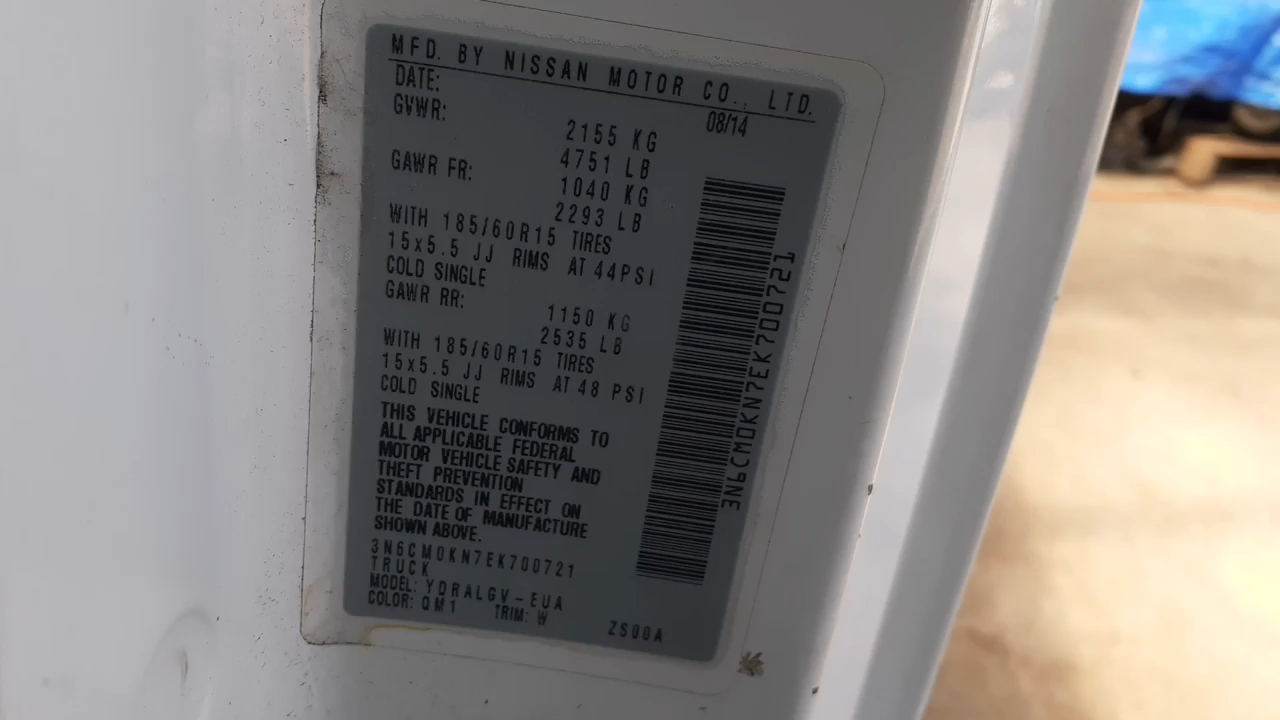 MFD. BY NISSAN MOTOR CO., LTD.
DATE: 08/14
GVWR: 2155 KG
4751 LB
GAWR FR: 1040 KG
2293 LB
WITH 185/60R15 TIRES
15x5.5 JJ RIMS AT 44PSI
COLD SINGLE
GAWR RR: 1150 KG
2535 LB
WITH 185/60R15 TIRES
15x5.5 JJ RIMS AT 48 PSI
COLD SINGLE
THIS VEHICLE CONFORMS TO
ALL APPLICABLE FEDERAL
MOTOR VEHICLE SAFETY AND
THEFT PREVENTION
STANDARDS IN EFFECT ON
THE DATE OF MANUFACTURE
SHOWN ABOVE.
3N6CM0KN7EK700721
TRUCK
MODEL: YDRALGV-EUA
COLOR: QM1 TRIM: W ZS00A
3N6CM0KN7EK700721